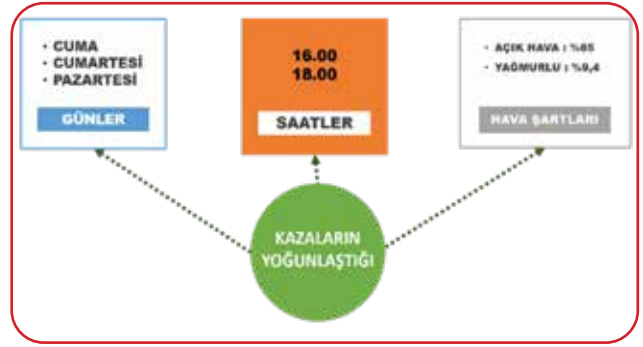 • CUMA
• CUMARTESİ
• PAZARTESİ
GÜNLER
16.00
18.00
SAATLER
• AÇIK HAVA : %85
• YAĞMURLU : %9,4
HAVA ŞARTLARI
KAZALARIN
YOĞUNLAŞTIĞI